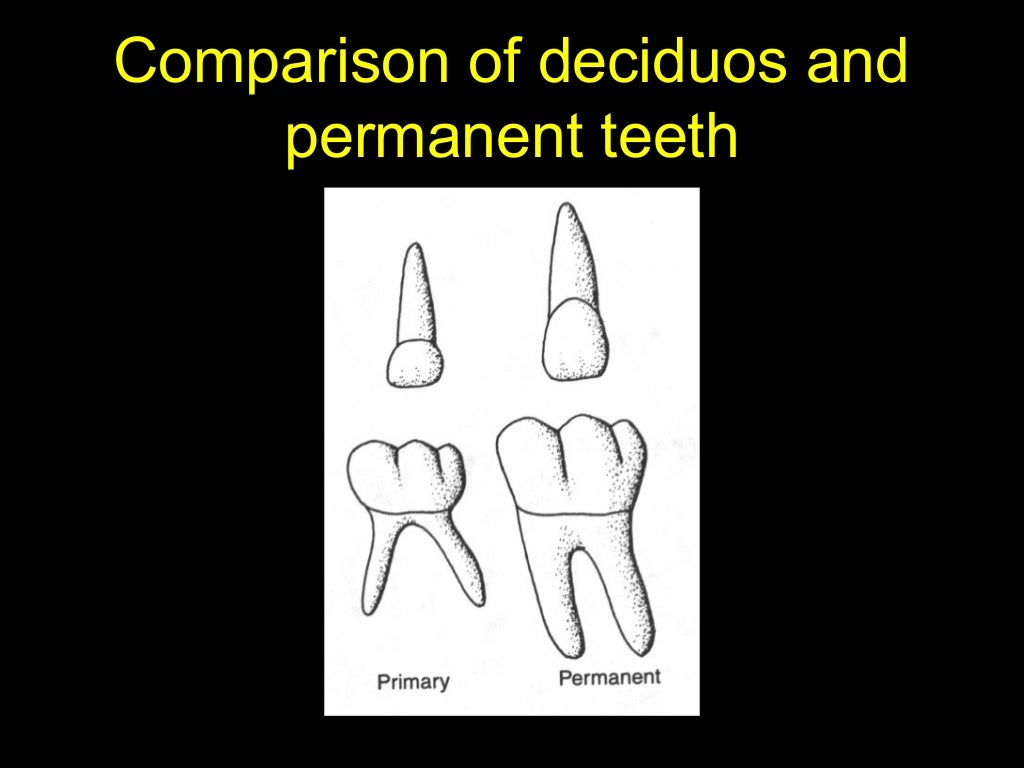 Comparison of deciduos and
permanent teeth
Primary
Permanent